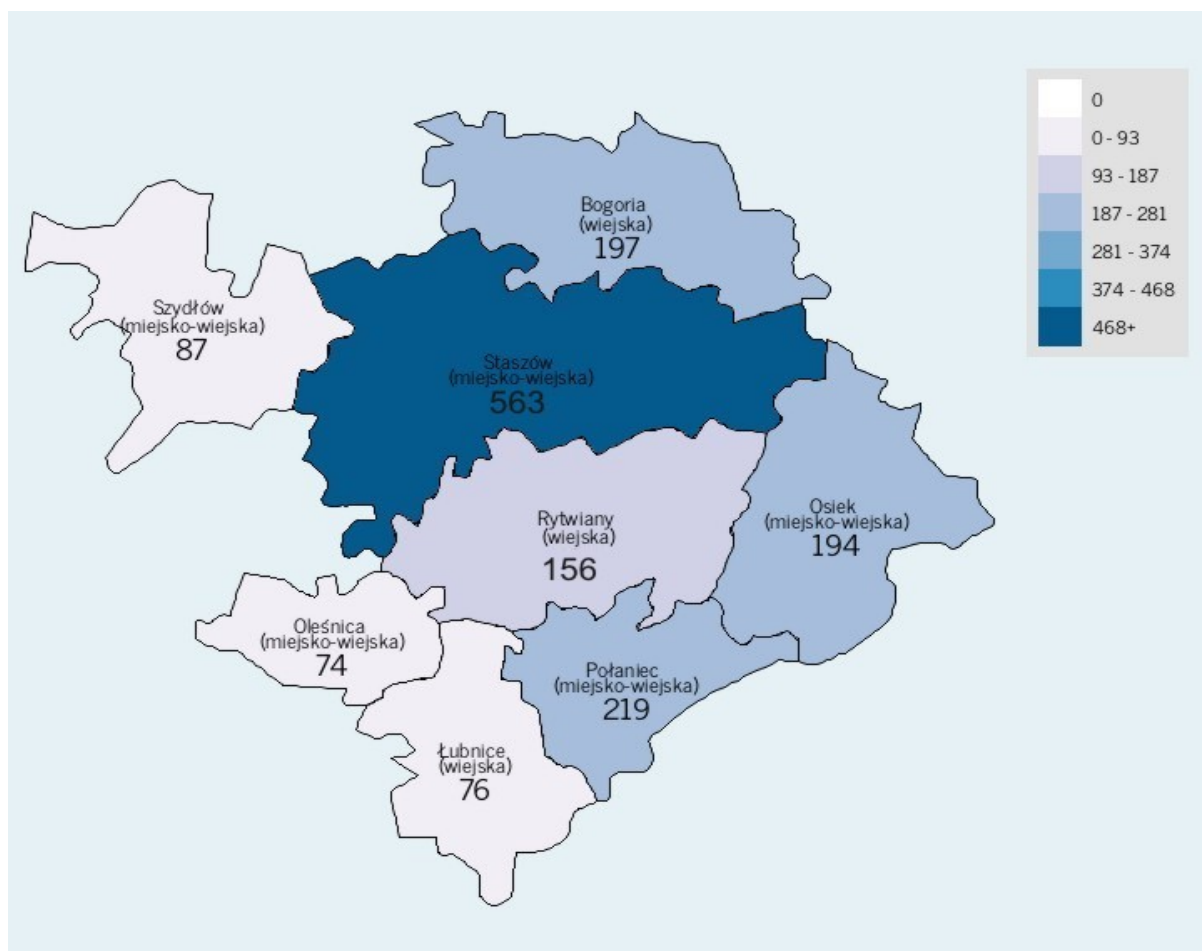 0
0 - 93
93 - 187
187 - 281
281 - 374
374 - 468
468+
Bogoria
(wiejska)
197
Szydłów
(miejsko-wiejska)
87
Staszów
(miejsko-wiejska)
563
Osiek
(miejsko-wiejska)
194
Rytwiany
(wiejska)
156
Oleśnica
(miejsko-wiejska)
74
Połaniec
(miejsko-wiejska)
219
Łubnice
(wiejska)
76